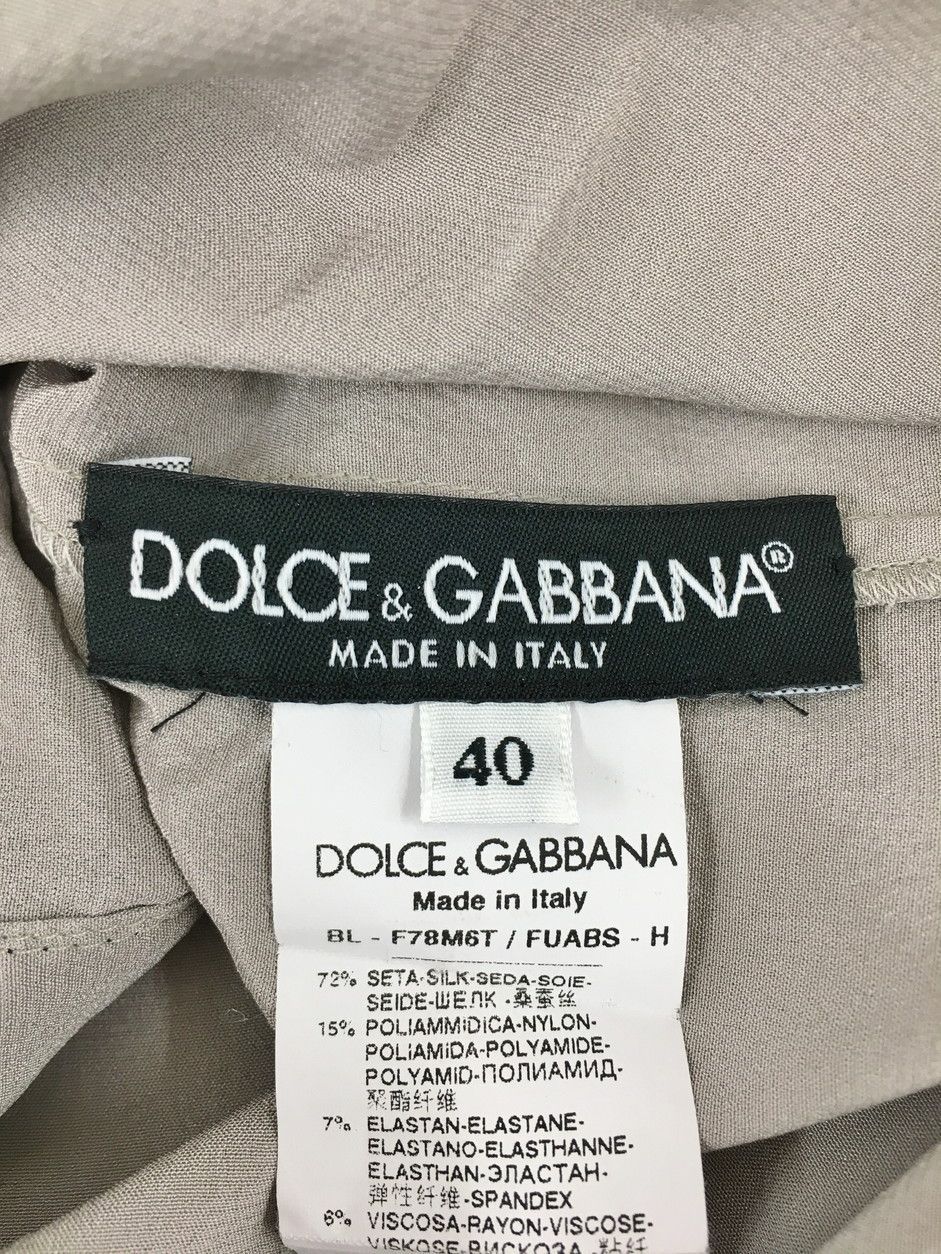 DOLCE & GABBANA®
MADE IN ITALY
40
DOLCE & GABBANA
Made in Italy
BL - F78M6T / FUABS - H
72% SETA-SILK-SEDA-SOIE-
SEIDE-ШЕЛК -桑蚕丝
15% POLIAMMIDICA-NYLON-
POLIAMIDA-POLYAMIDE-
POLYAMID-ПОЛИАМИД-
聚酯纤维
7% ELASTAN-ELASTANE-
ELASTANO-ELASTHANNE-
ELASTHAN-ЭЛАСТАН-
弹性纤维-SPANDEX
6% VISCOSA-RAYON-VISCOSE-
VISKOSE-ВИСКОЗА 粘纤